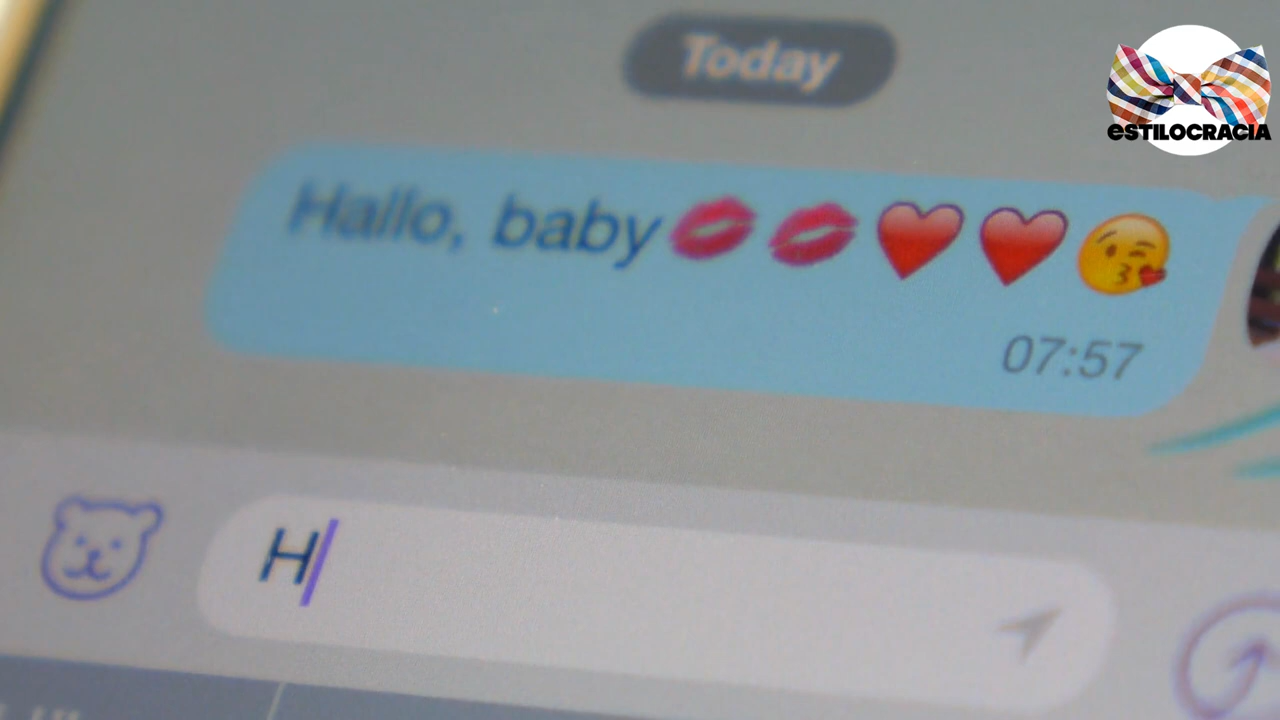 Today
eSTILOCRACIA
Hallo, baby💋💋❤️❤️😘
07:57
H